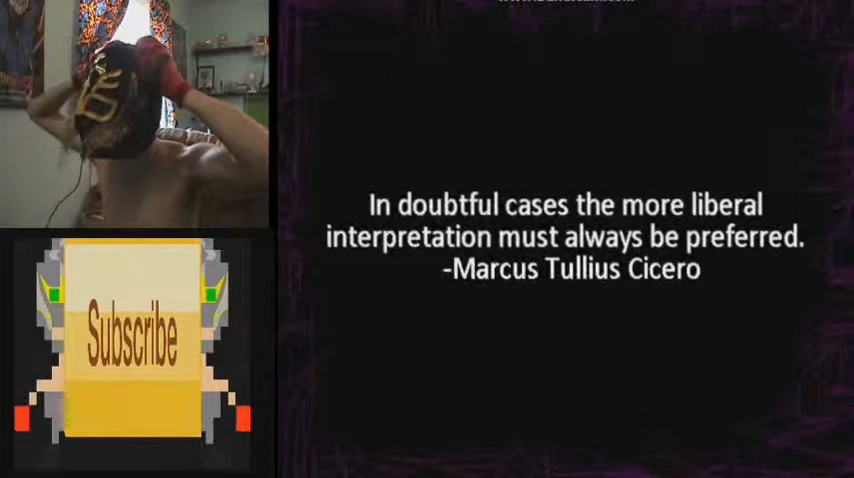 In doubtful cases the more liberal
interpretation must always be preferred.
-Marcus Tullius Cicero
Subscribe